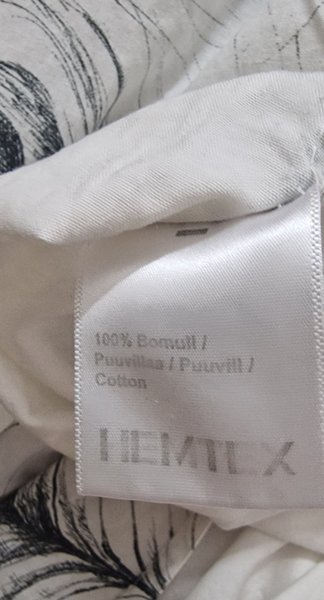 100% Bomull /
Puuvillaa / Puuvill /
Cotton
HEMTEX